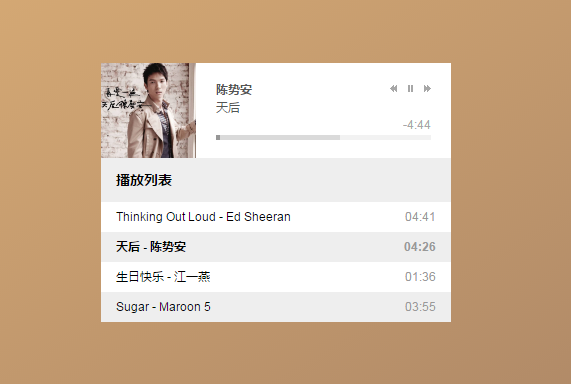 陈势安
天后
-4:44
播放列表
Thinking Out Loud - Ed Sheeran 04:41
天后 - 陈势安 04:26
生日快乐 - 江一燕 01:36
Sugar - Maroon 5 03:55